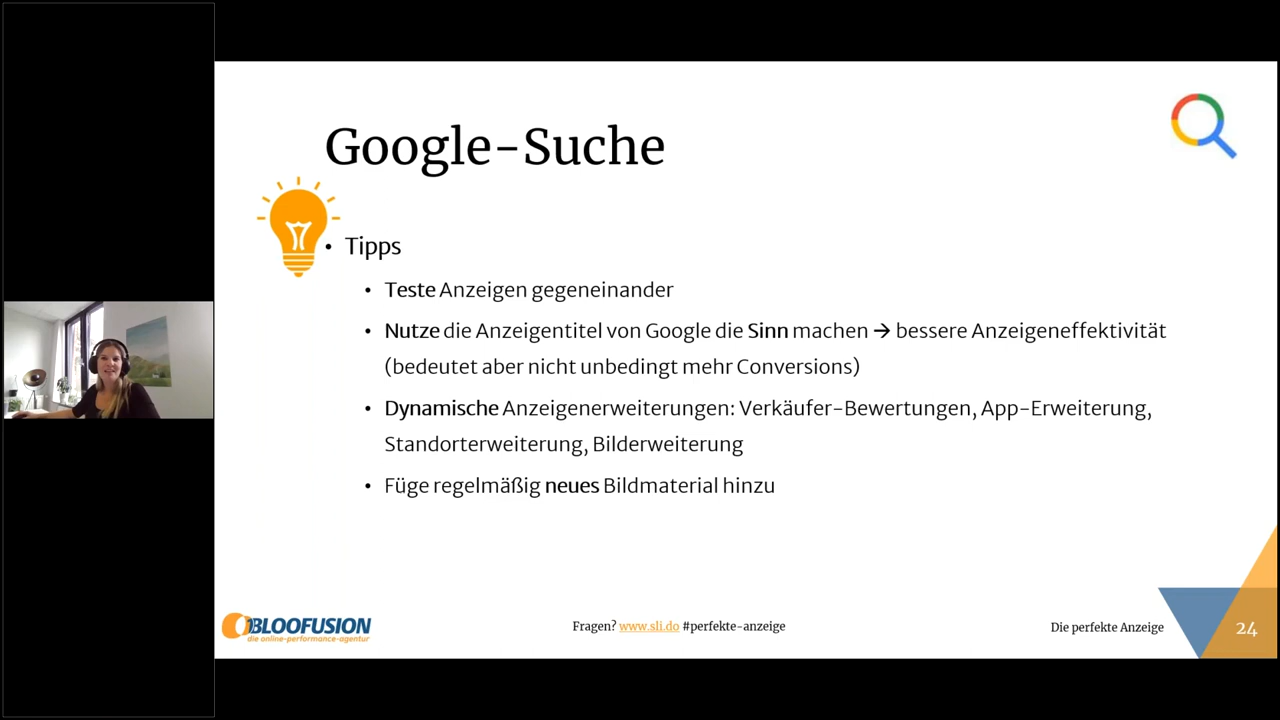 Google-Suche
• Tipps
• Teste Anzeigen gegeneinander
• Nutze die Anzeigentitel von Google die Sinn machen → bessere Anzeigeneffektivität
(bedeutet aber nicht unbedingt mehr Conversions)
• Dynamische Anzeigenerweiterungen: Verkäufer-Bewertungen, App-Erweiterung,
Standorterweiterung, Bilderweiterung
• Füge regelmäßig neues Bildmaterial hinzu
BLOOFUSION
die online-performance-agentur
Fragen? www.sli.do #perfekte-anzeige
Die perfekte Anzeige
24